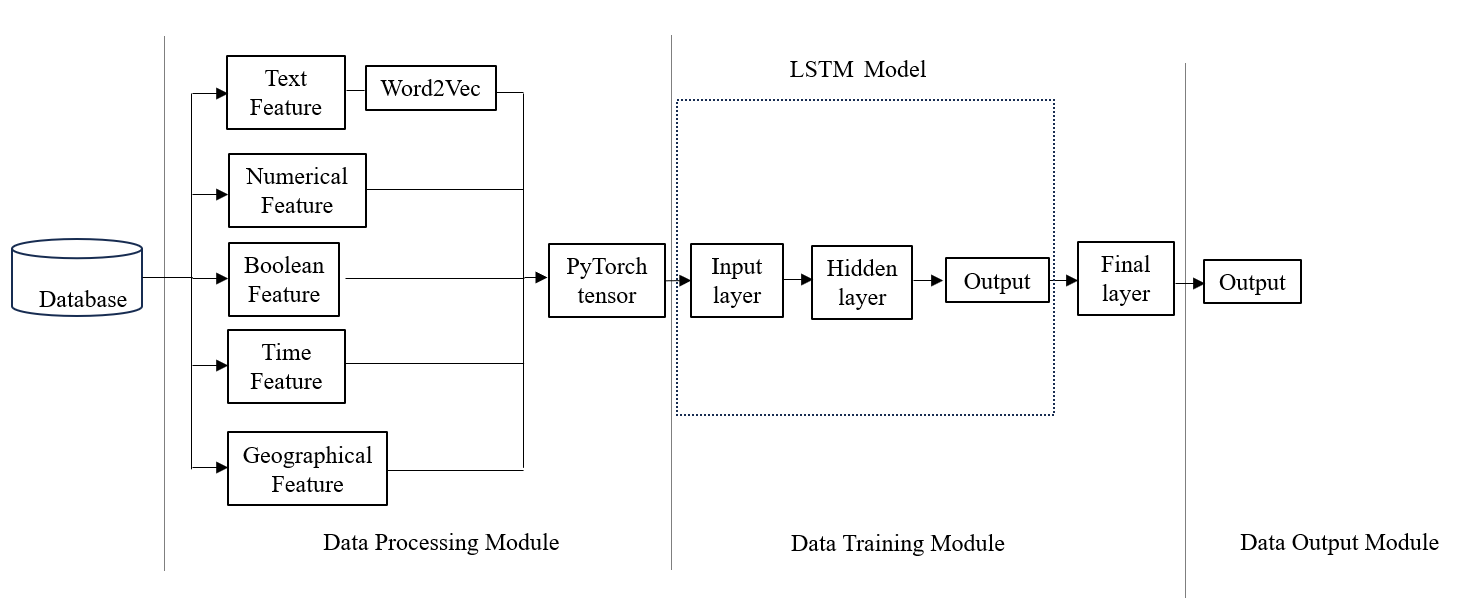 LSTM Model
Text
Feature
Word2Vec
Numerical
Feature
Boolean
Feature
Time
Feature
Geographical
Feature
Database
PyTorch
tensor
Input
layer
Hidden
layer
Output
Final
layer
Output
Data Processing Module
Data Training Module
Data Output Module